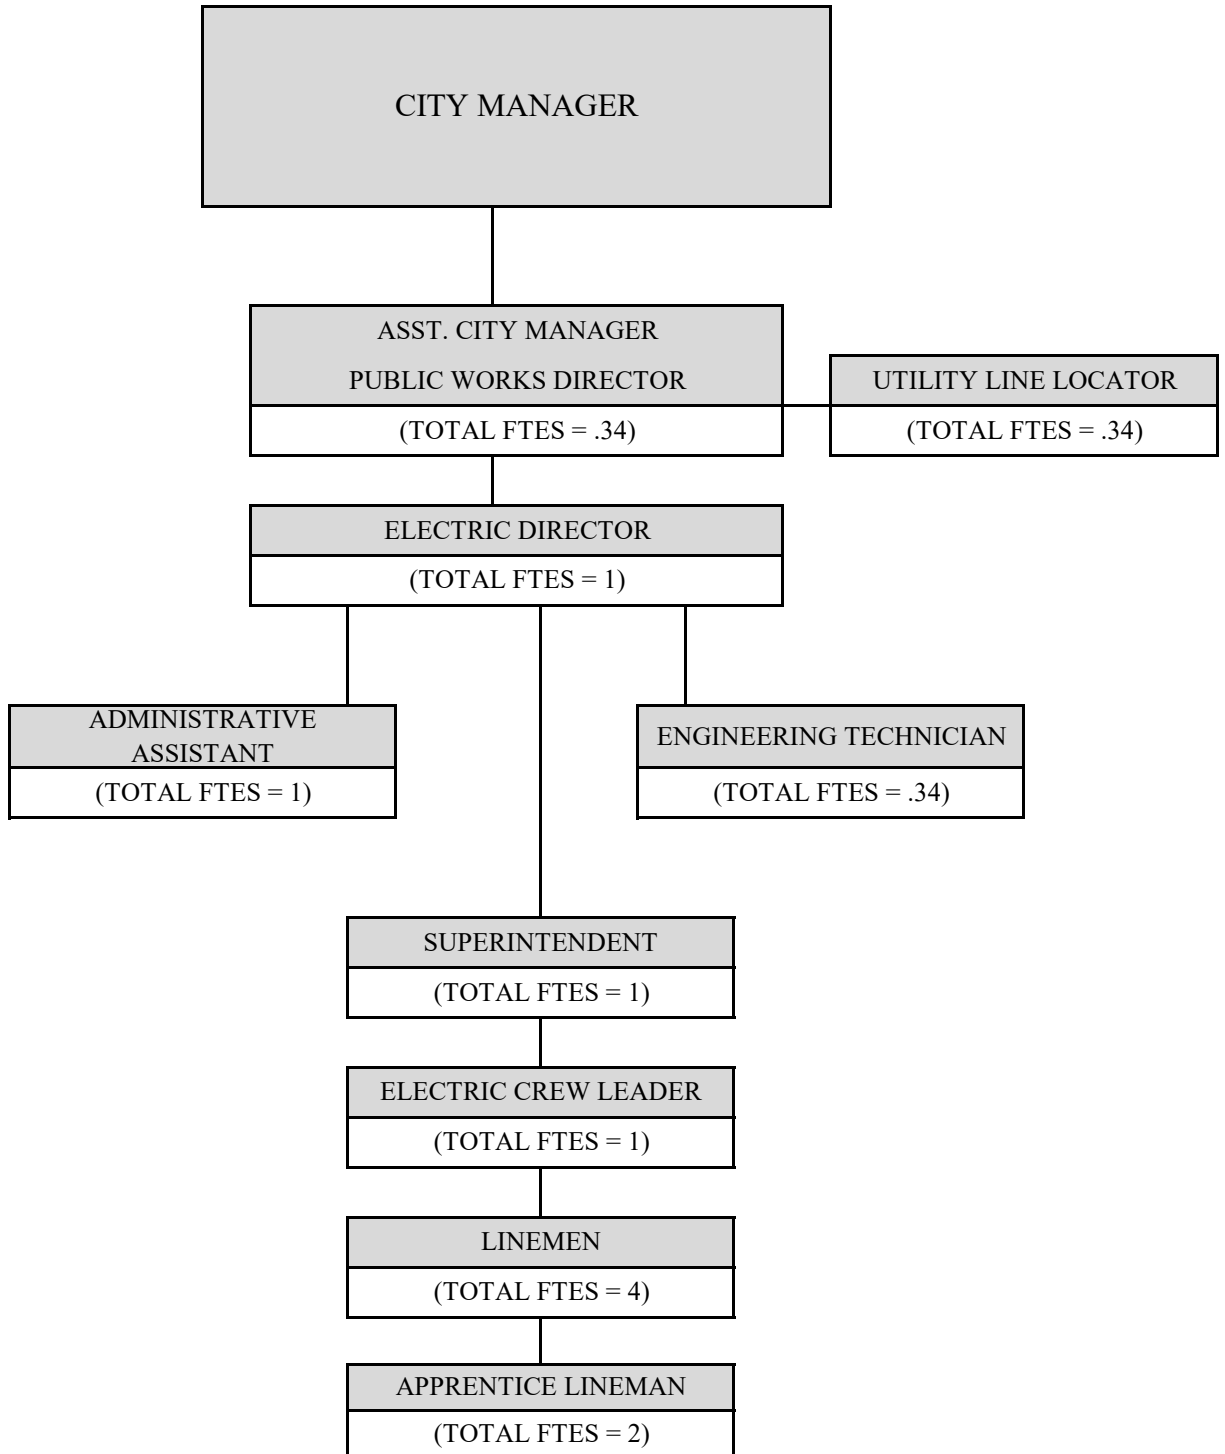 CITY MANAGER
ASST. CITY MANAGER
PUBLIC WORKS DIRECTOR
(TOTAL FTES = .34)
UTILITY LINE LOCATOR
(TOTAL FTES = .34)
ELECTRIC DIRECTOR
(TOTAL FTES = 1)
ADMINISTRATIVE
ASSISTANT
(TOTAL FTES = 1)
ENGINEERING TECHNICIAN
(TOTAL FTES = .34)
SUPERINTENDENT
(TOTAL FTES = 1)
ELECTRIC CREW LEADER
(TOTAL FTES = 1)
LINEMEN
(TOTAL FTES = 4)
APPRENTICE LINEMAN
(TOTAL FTES = 2)